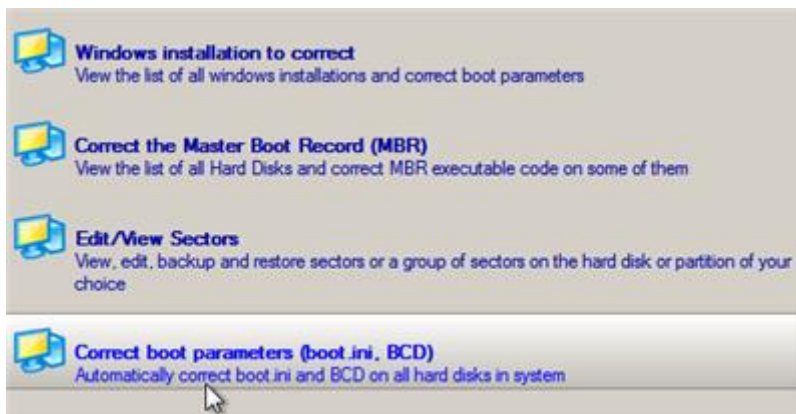 Windows installation to correct
View the list of all windows installations and correct boot parameters
Correct the Master Boot Record (MBR)
View the list of all Hard Disks and correct MBR executable code on some of them
Edit/View Sectors
View, edit, backup and restore sectors or a group of sectors on the hard disk or partition of your
choice
Correct boot parameters (boot.ini, BCD)
Automatically correct boot.ini and BCD on all hard disks in system